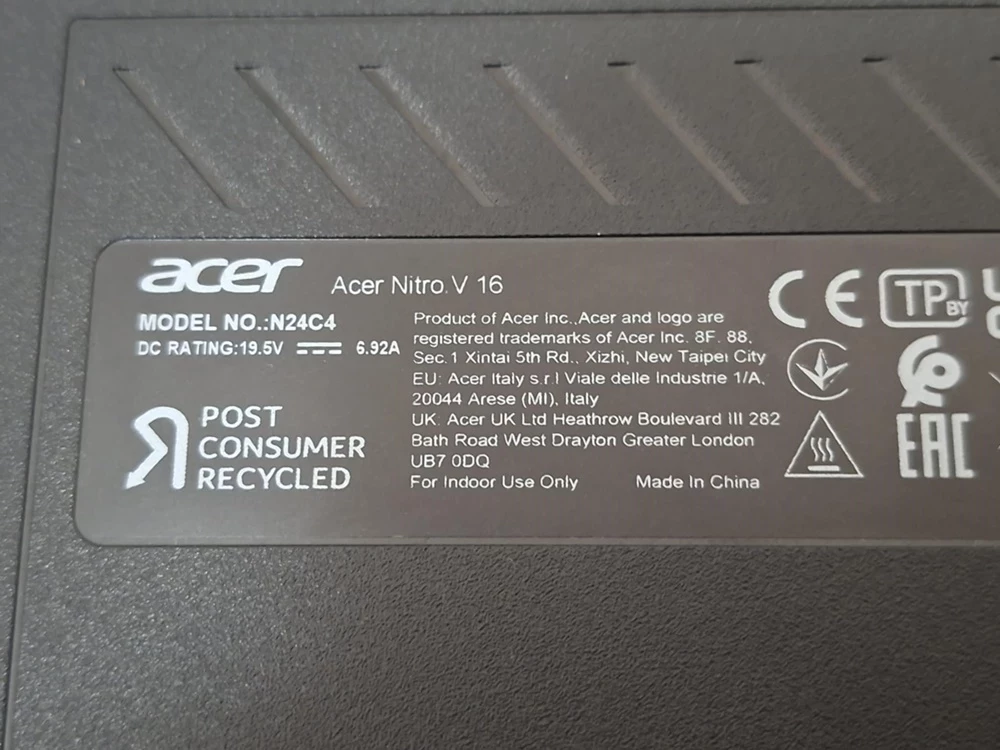 acer Acer Nitro V 16
MODEL NO.:N24C4
DC RATING:19.5V 6.92A
POST
CONSUMER
RECYCLED
Product of Acer Inc.,Acer and logo are
registered trademarks of Acer Inc. 8F. 88,
Sec.1 Xintai 5th Rd., Xizhi, New Taipei City
EU: Acer Italy s.r.l Viale delle Industrie 1/A,
20044 Arese (MI), Italy
UK: Acer UK Ltd Heathrow Boulevard III 282
Bath Road West Drayton Greater London
UB7 0DQ
For Indoor Use Only Made In China
CE TP BY
EAC